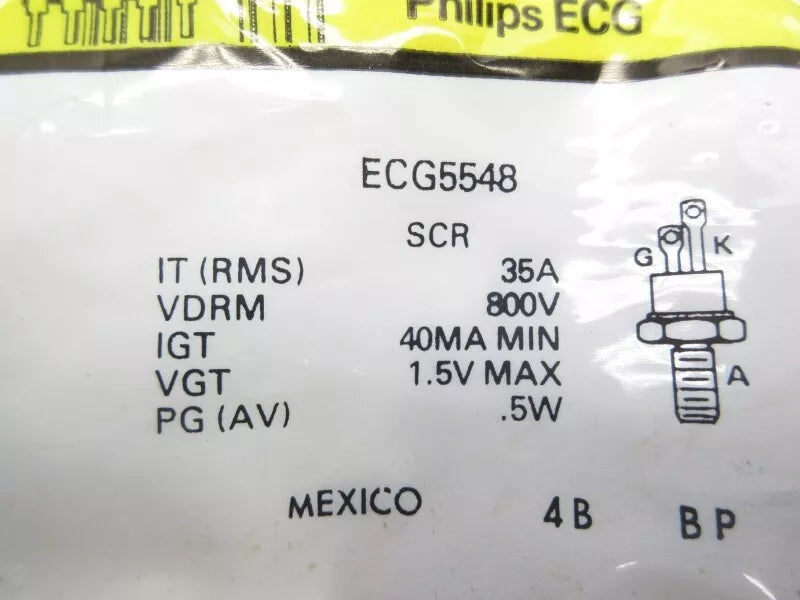 Philips ECG
ECG5548
SCR
IT (RMS) 35A
VDRM 800V
IGT 40MA MIN
VGT 1.5V MAX
PG (AV) .5W
G K
A
MEXICO 4B BP